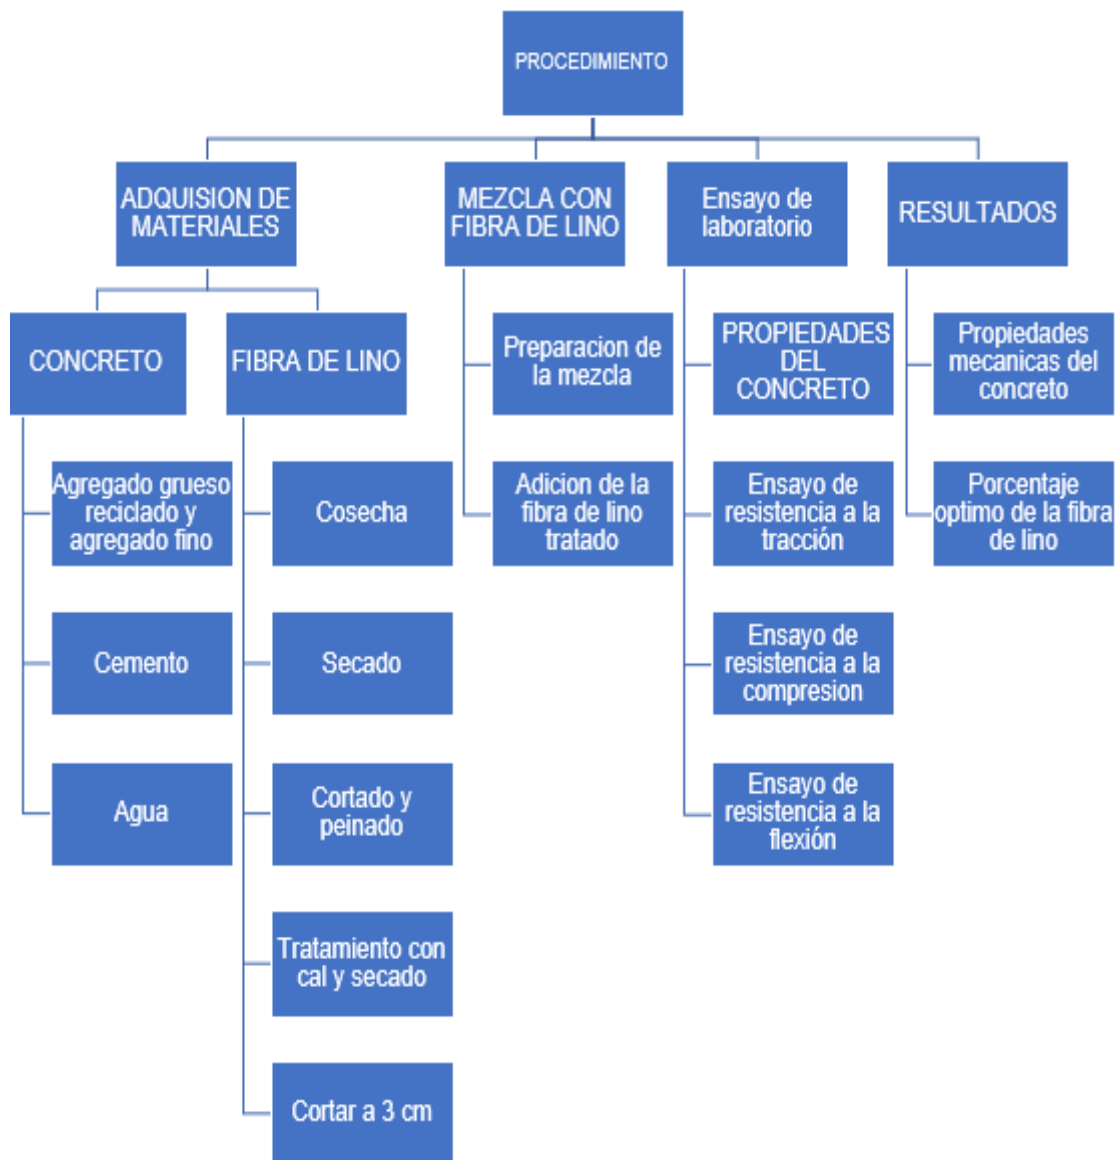 PROCEDIMIENTO
ADQUISION DE
MATERIALES
MEZCLA CON
FIBRA DE LINO
Ensayo de
laboratorio
RESULTADOS
CONCRETO
FIBRA DE LINO
Preparacion de
la mezcla
PROPIEDADES
DEL
CONCRETO
Propiedades
mecanicas del
concreto
Agregado grueso
reciclado y
agregado fino
Cosecha
Adicion de la
fibra de lino
tratado
Ensayo de
resistencia a la
tracción
Porcentaje
optimo de la fibra
de lino
Cemento
Secado
Ensayo de
resistencia a la
compresion
Agua
Cortado y
peinado
Ensayo de
resistencia a la
flexión
Tratamiento con
cal y secado
Cortar a 3 cm